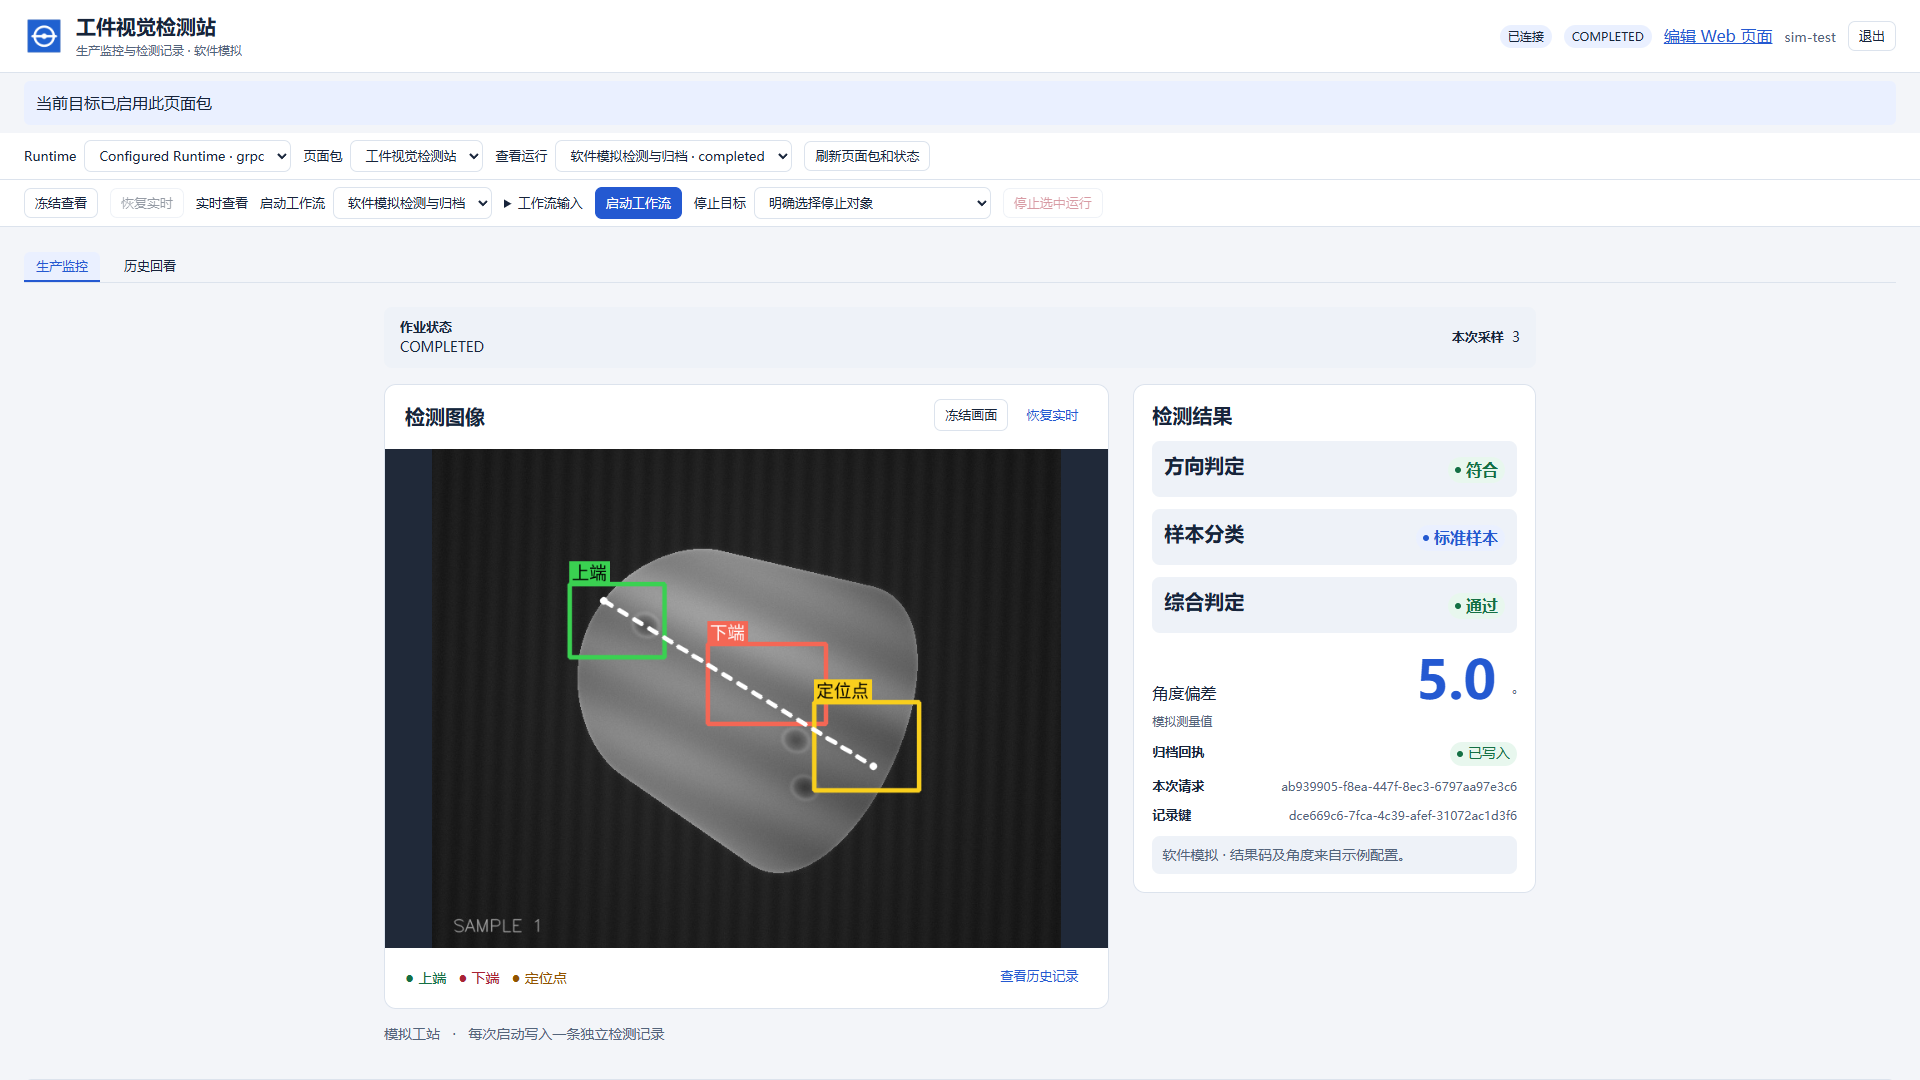 工件视觉检测站
生产监控与检测记录 · 软件模拟
已连接 COMPLETED 编辑 Web 页面 sim-test 退出
当前目标已启用此页面包
Runtime Configured Runtime · grpc 页面包 工件视觉检测站 查看运行 软件模拟检测与归档 · completed 刷新页面包和状态
冻结查看 恢复实时 实时查看 启动工作流 软件模拟检测与归档 ▶ 工作流输入 启动工作流 停止目标 明确选择停止对象 停止选中运行
生产监控 历史回看
作业状态
COMPLETED
本次采样 3
检测图像 冻结画面 恢复实时
上端
下端
定位点
SAMPLE 1
● 上端 ● 下端 ● 定位点 查看历史记录
检测结果
方向判定 • 符合
样本分类 • 标准样本
综合判定 • 通过
角度偏差 5.0 °
模拟测量值
归档回执 ● 已写入
本次请求 ab939905-f8ea-447f-8ec3-6797aa97e3c6
记录键 dce669c6-7fca-4c39-afef-31072ac1d3f6
软件模拟 · 结果码及角度来自示例配置。
模拟工站 · 每次启动写入一条独立检测记录